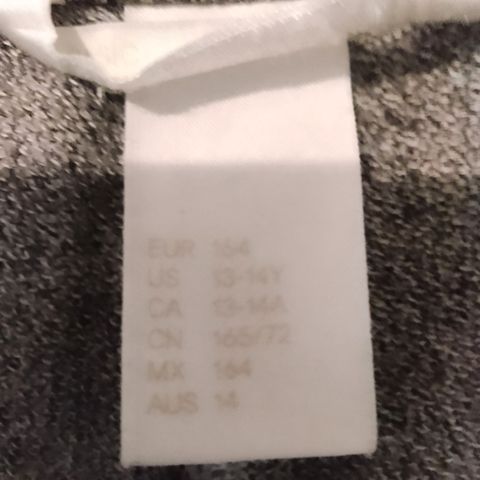 EUR 164
US 13-14Y
CA 13-14A
CN 165/72
MX 164
AUS 14